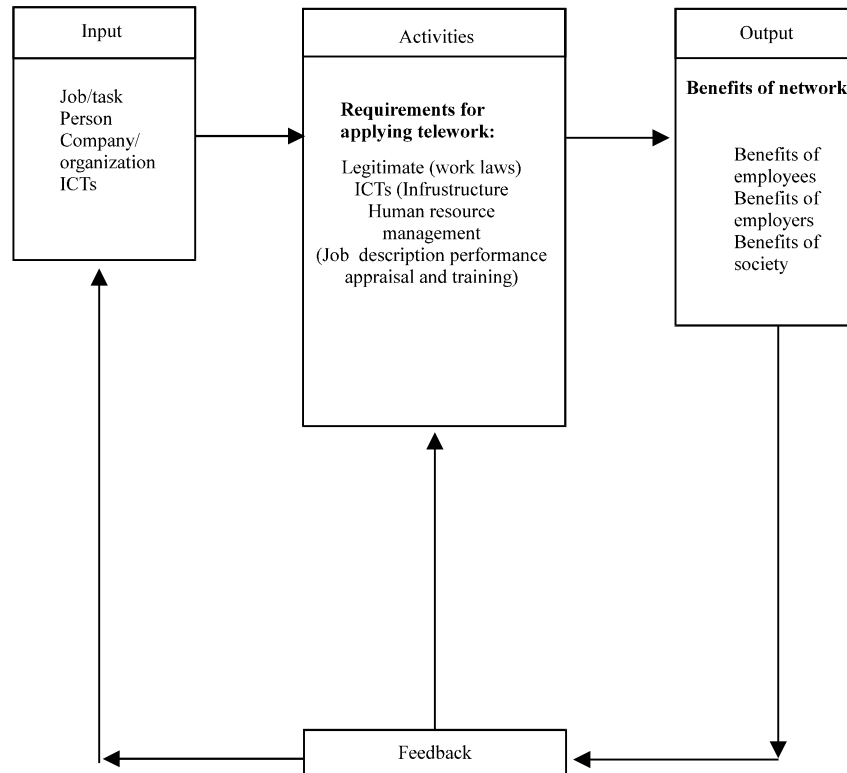 Input
Job/task
Person
Company/
organization
ICTs
Activities
Requirements for
applying telework:
Legitimate (work laws)
ICTs (Infrustructure
Human resource
management
(Job description performance
appraisal and training)
Output
Benefits of network
Benefits of
employees
Benefits of
employers
Benefits of
society
Feedback